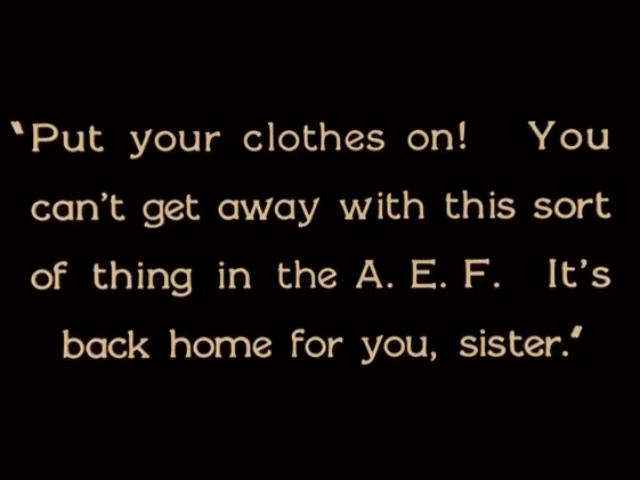 "Put your clothes on! You
can't get away with this sort
of thing in the A. E. F. It's
back home for you, sister."